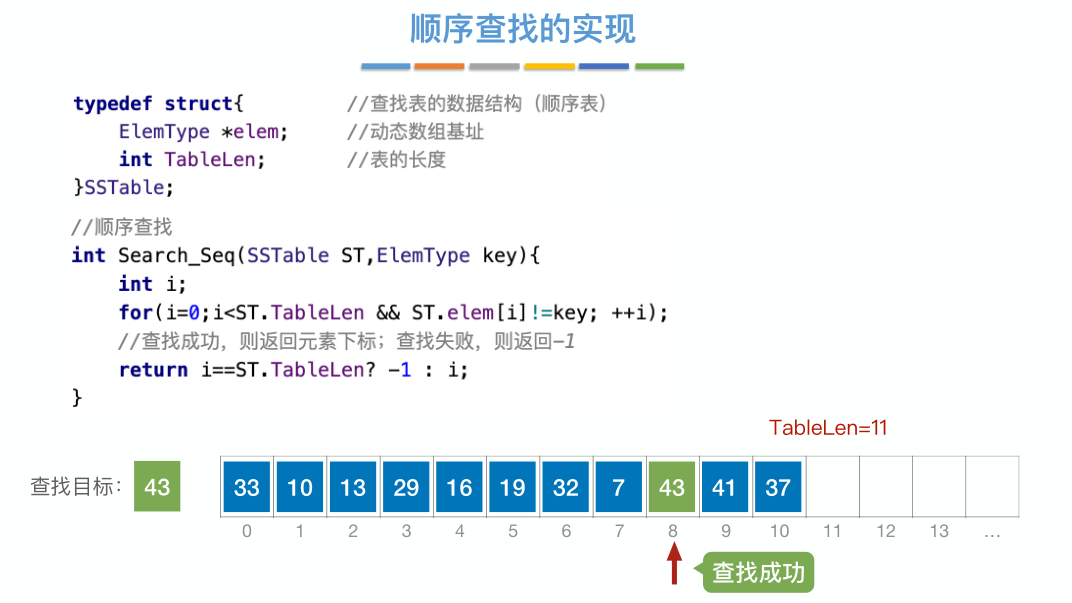 顺序查找的实现
typedef struct{ //查找表的数据结构（顺序表）
ElemType *elem; //动态数组基址
int TableLen; //表的长度
}SSTable;
//顺序查找
int Search_Seq(SSTable ST,ElemType key){
int i;
for(i=0;i<ST.TableLen && ST.elem[i]!=key; ++i);
//查找成功，则返回元素下标；查找失败，则返回-1
return i==ST.TableLen? -1 : i;
}
TableLen=11
查找目标： 43 33 10 13 29 16 19 32 7 43 41 37
0 1 2 3 4 5 6 7 8 9 10 11 12 13 ...
查找成功